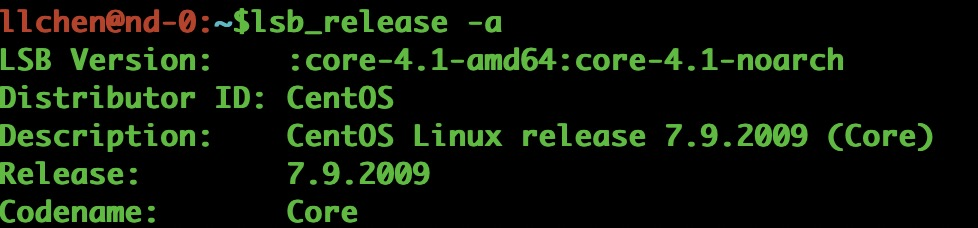 llchen@nd-0:~$lsb_release -a
LSB Version:    :core-4.1-amd64:core-4.1-noarch
Distributor ID: CentOS
Description:    CentOS Linux release 7.9.2009 (Core)
Release:        7.9.2009
Codename:       Core